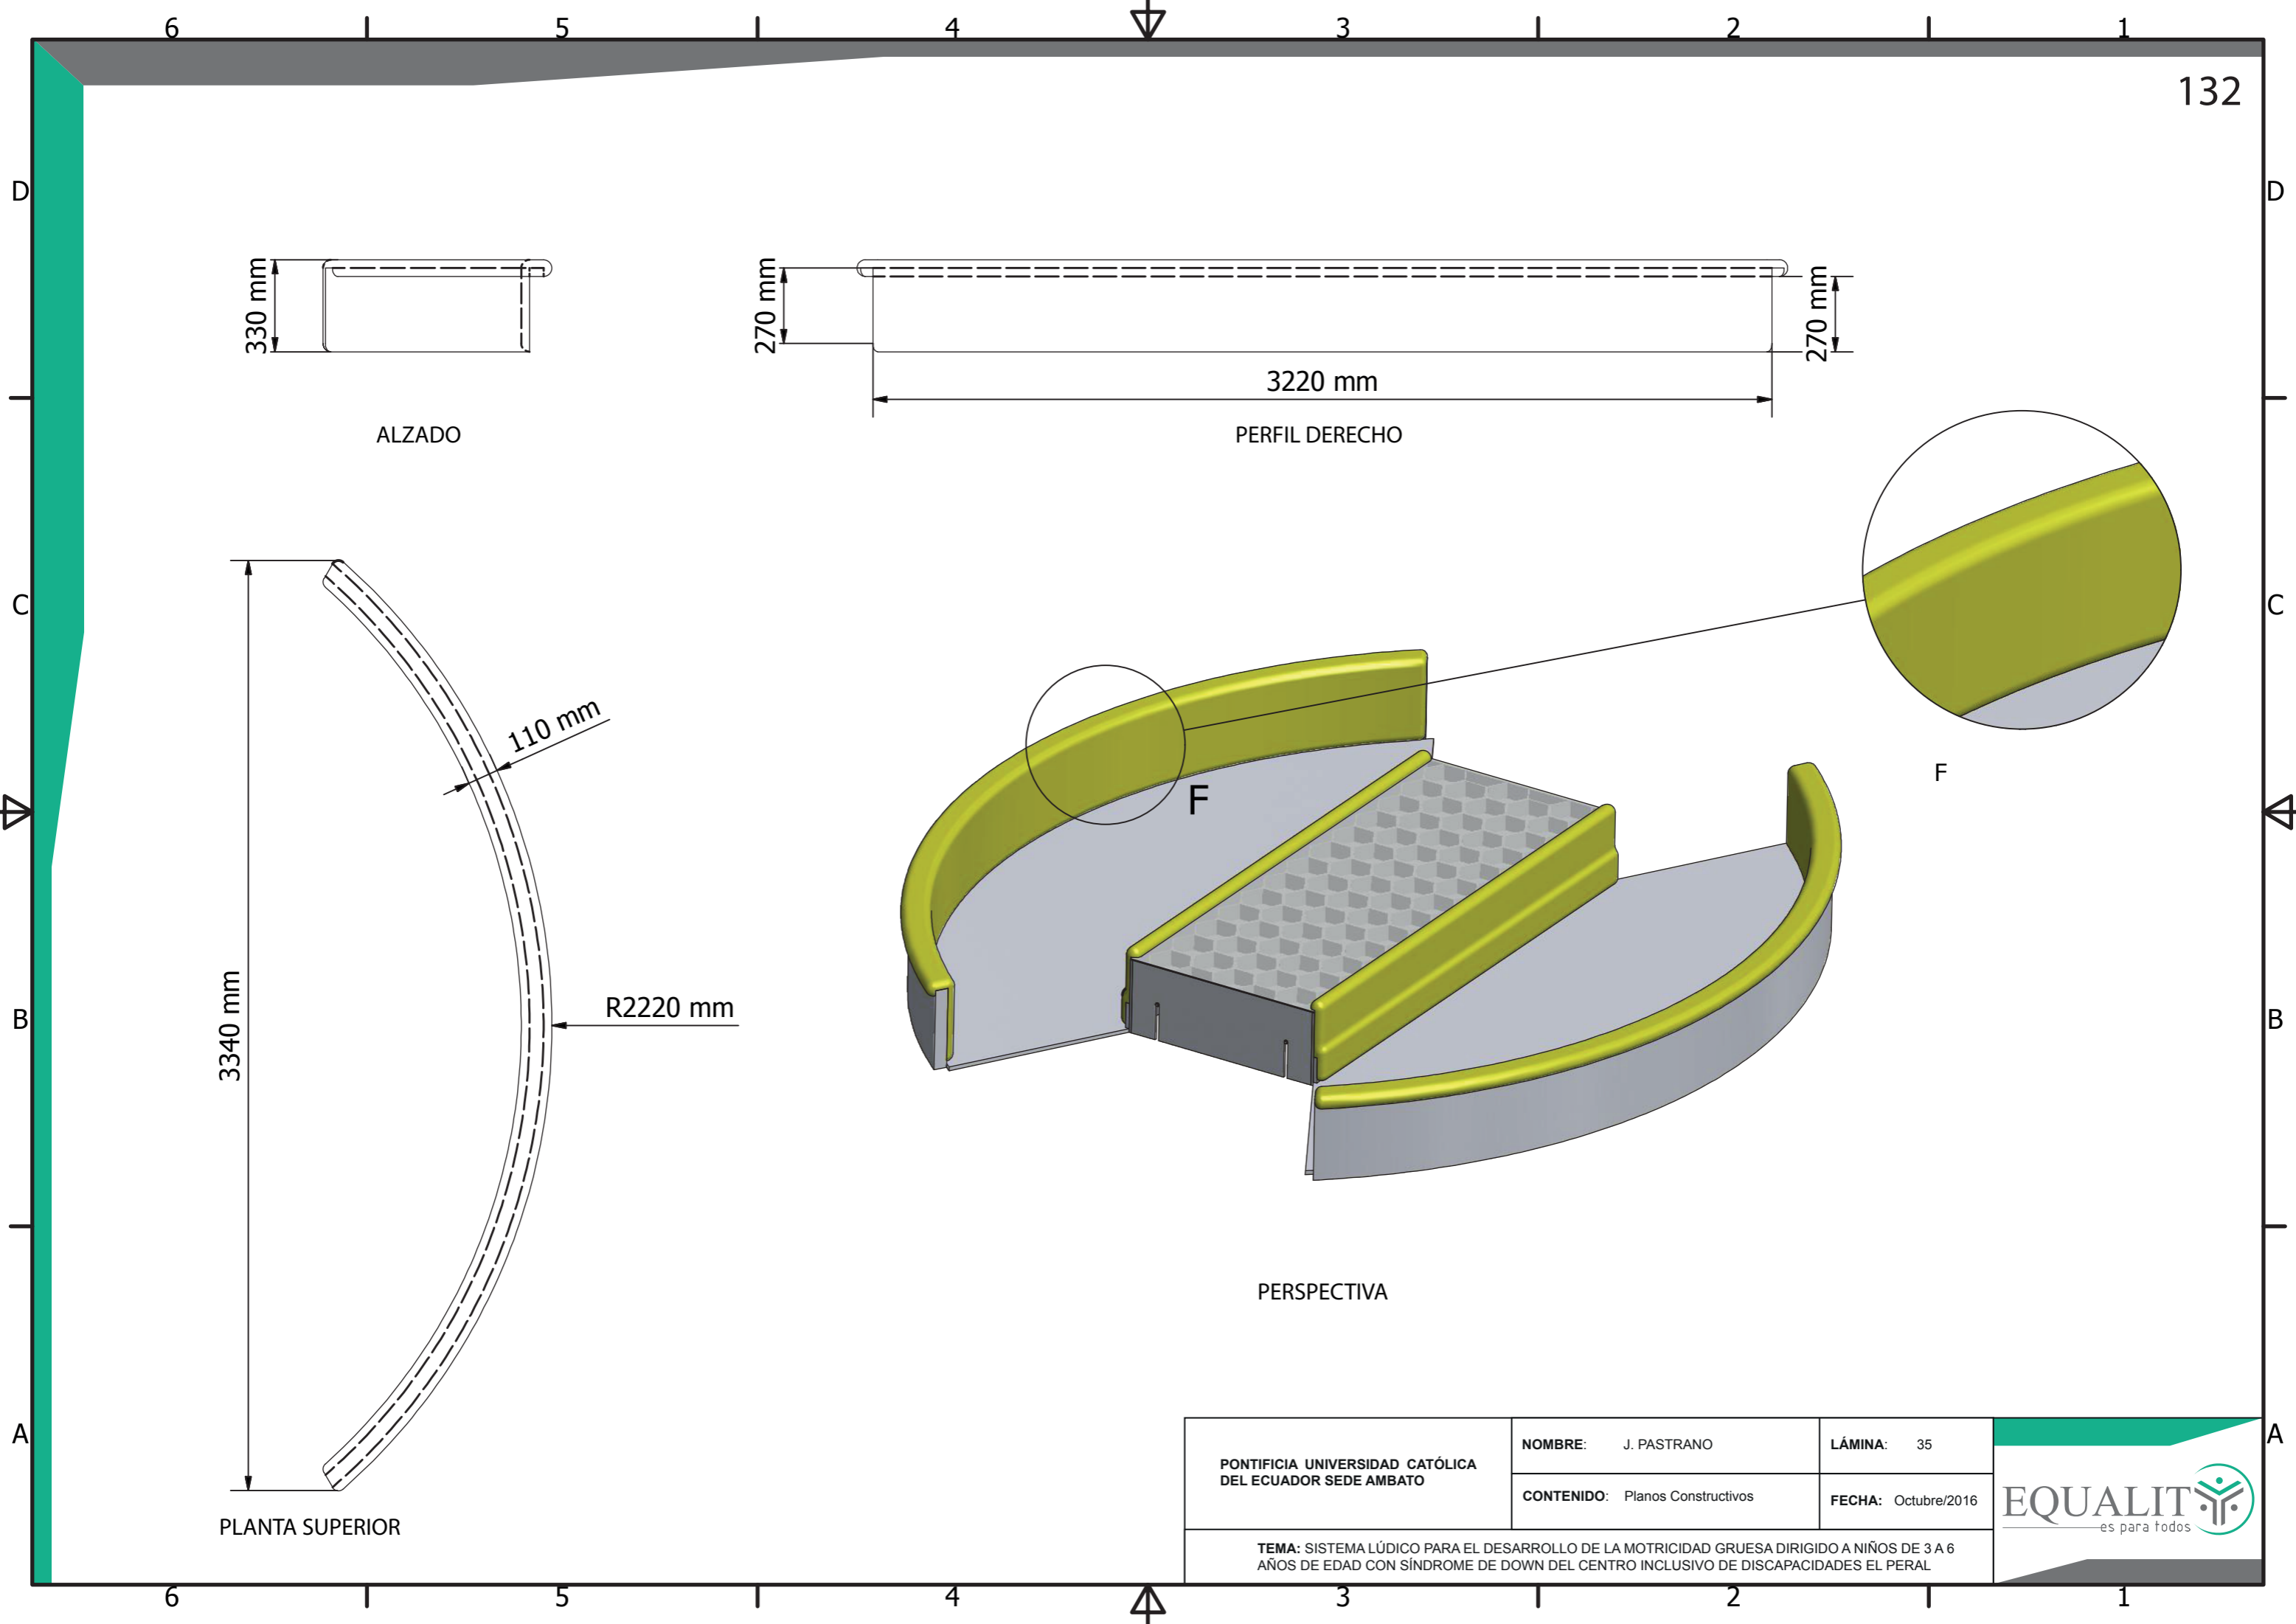 6 5 4 3 2 1
132
D D
330 mm
270 mm
270 mm
3220 mm
ALZADO
PERFIL DERECHO
C C
110 mm
F
F
3340 mm
R2220 mm
B B
PERSPECTIVA
A A
PLANTA SUPERIOR
PONTIFICIA UNIVERSIDAD CATÓLICA
DEL ECUADOR SEDE AMBATO
NOMBRE: J. PASTRANO
LÁMINA: 35
CONTENIDO: Planos Constructivos
FECHA: Octubre/2016
EQUALITY
es para todos
TEMA: SISTEMA LÚDICO PARA EL DESARROLLO DE LA MOTRICIDAD GRUESA DIRIGIDO A NIÑOS DE 3 A 6
AÑOS DE EDAD CON SÍNDROME DE DOWN DEL CENTRO INCLUSIVO DE DISCAPACIDADES EL PERAL
6 5 4 3 2 1